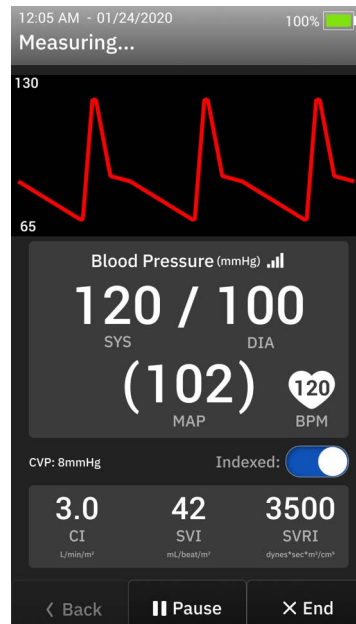 12:05 AM - 01/24/2020 100%
Measuring...
130
65
Blood Pressure (mmHg)
120 / 100
SYS DIA
(102) 120
MAP BPM
CVP: 8mmHg Indexed:
3.0 42 3500
CI SVI SVRI
L/min/m² mL/beat/m² dynes*sec*m²/cm⁵
< Back Pause × End